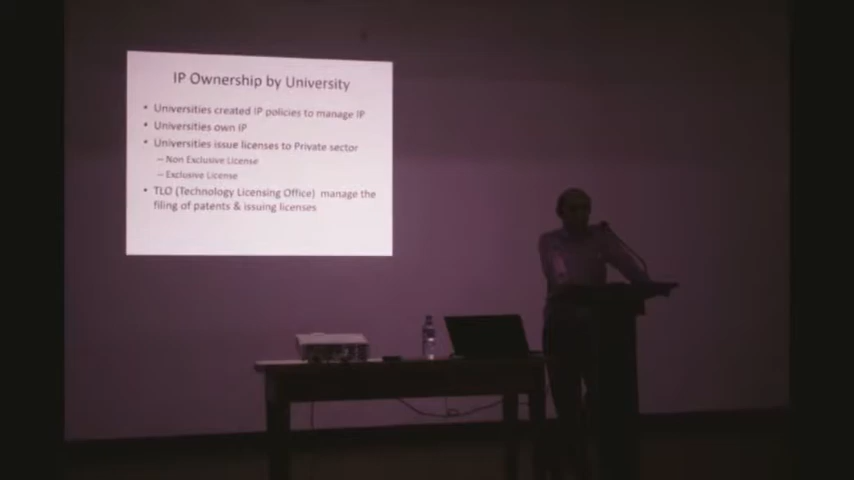 IP Ownership by University
• Universities created IP policies to manage IP
• Universities own IP
• Universities issue licenses to Private sector
– Non Exclusive License
– Exclusive License
• TLO (Technology Licensing Office) manage the
filing of patents & issuing licenses